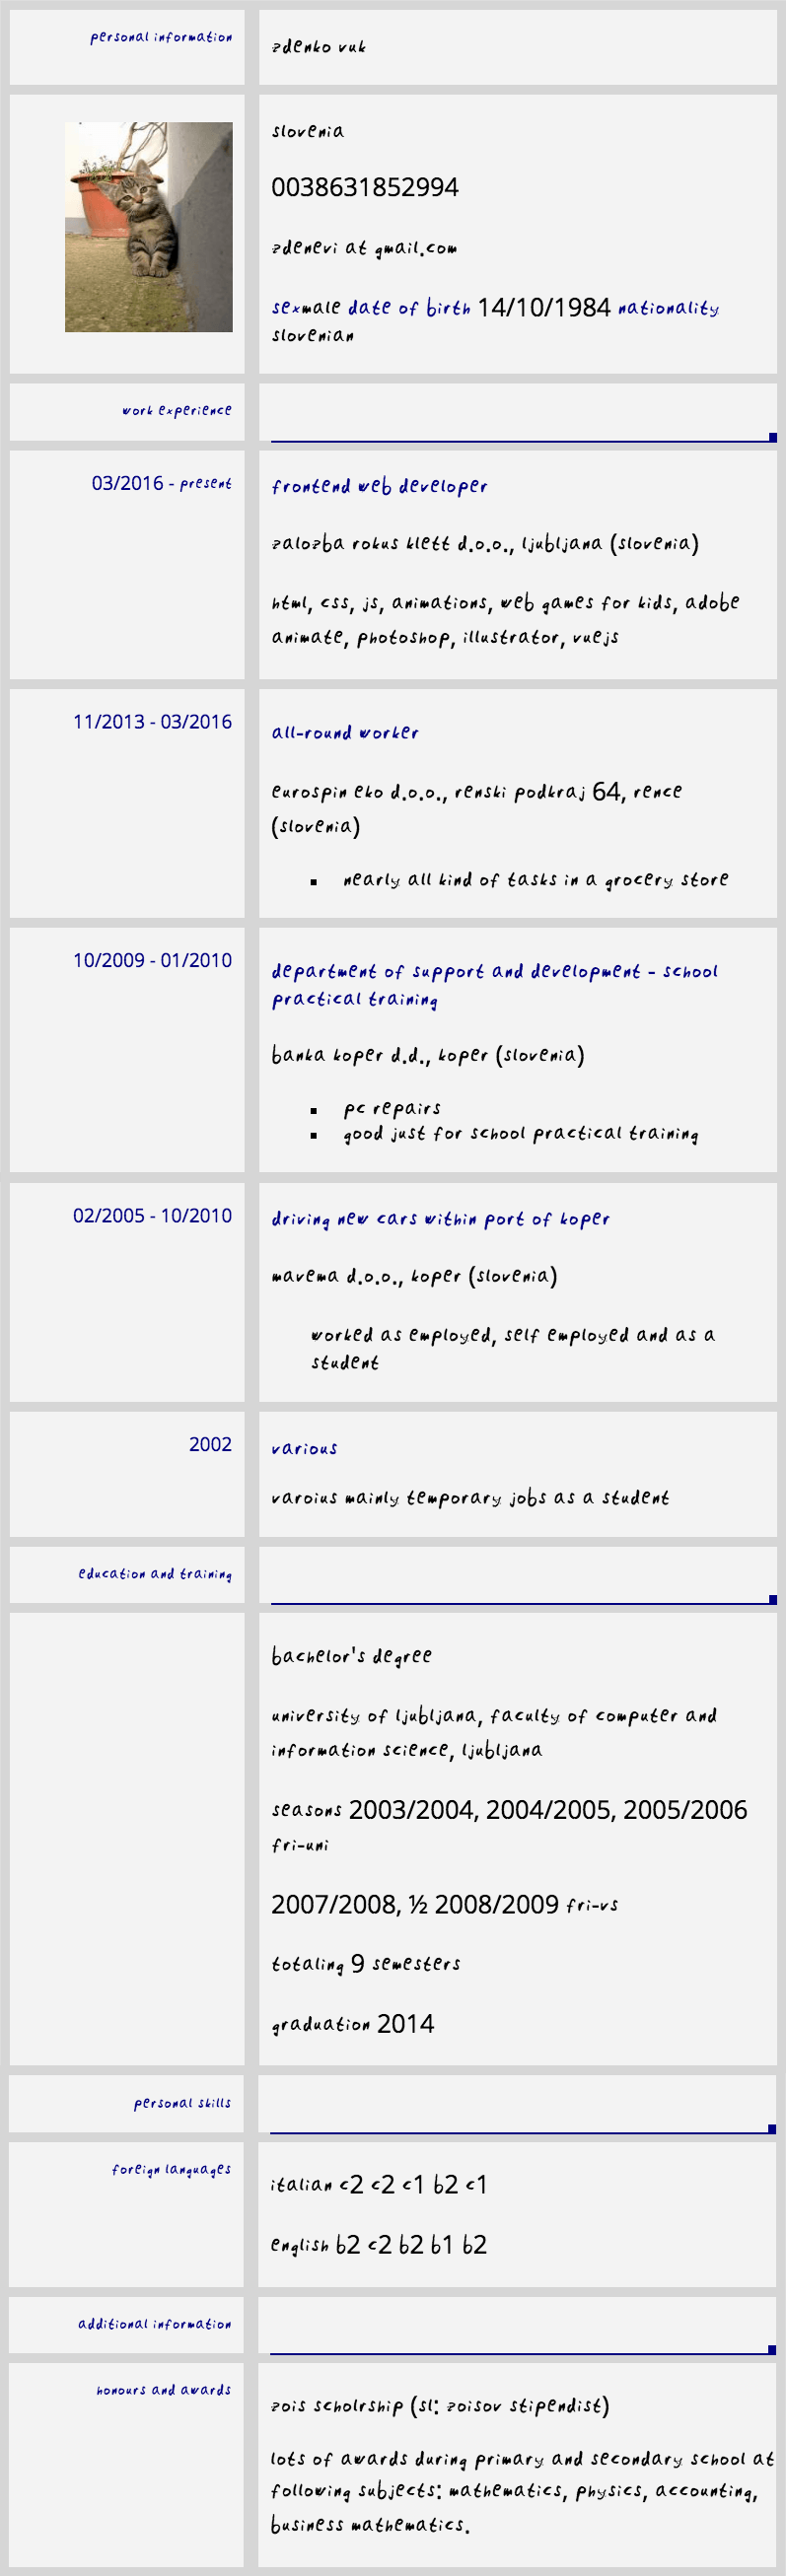 personal information
zdenko vuk
slovenia
0038631852994
zdenevi at gmail.com
sexmale date of birth 14/10/1984 nationality
slovenian
work experience
03/2016 - present
frontend web developer
zalozba rokus klett d.o.o., ljubljana (slovenia)
html, css, js, animations, web games for kids, adobe
animate, photoshop, illustrator, vuejs
11/2013 - 03/2016
all-round worker
eurospin eko d.o.o., renski podkraj 64, rence
(slovenia)
▪ nearly all kind of tasks in a grocery store
10/2009 - 01/2010
department of support and development - school
practical training
banka koper d.d., koper (slovenia)
▪ pc repairs
▪ good just for school practical training
02/2005 - 10/2010
driving new cars within port of koper
mavema d.o.o., koper (slovenia)
worked as employed, self employed and as a
student
2002
various
varoius mainly temporary jobs as a student
education and training
bachelor's degree
university of ljubljana, faculty of computer and
information science, ljubljana
seasons 2003/2004, 2004/2005, 2005/2006
fri-uni
2007/2008, ½ 2008/2009 fri-vs
totaling 9 semesters
graduation 2014
personal skills
foreign languages
italian c2 c2 c1 b2 c1
english b2 c2 b2 b1 b2
additional information
honours and awards
zois scholrship (sl: zoisov stipendist)
lots of awards during primary and secondary school at
following subjects: mathematics, physics, accounting,
business mathematics.